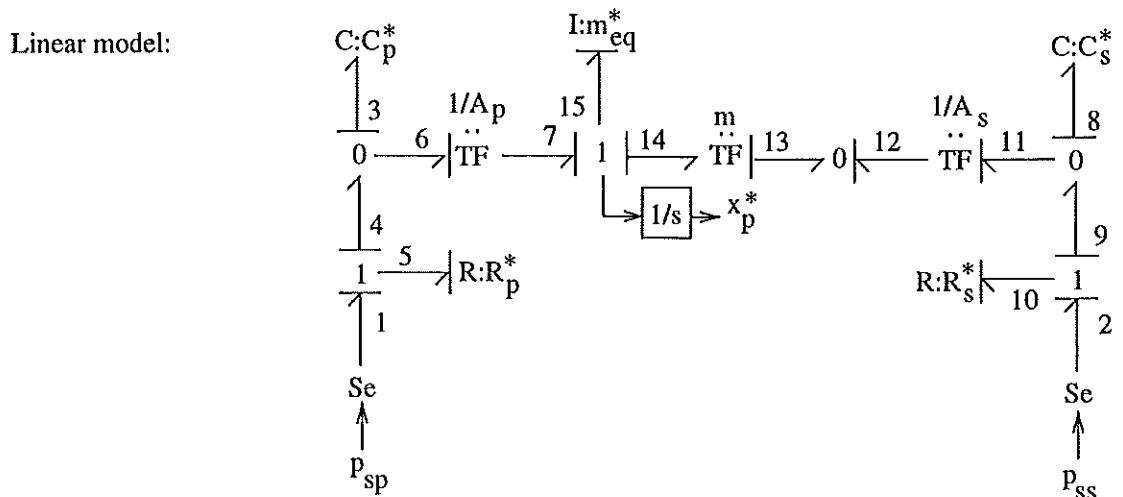 Linear model:
C:C*p I:m*eq C:C*s
3 15 8
1/Ap m 1/As
6 7 14 13 12 11
0 TF 1 TF 0 TF 0
1/s x*p
4 9
5
1 R:R*p R:R*s 1
10
1 2
Se Se
psp pss